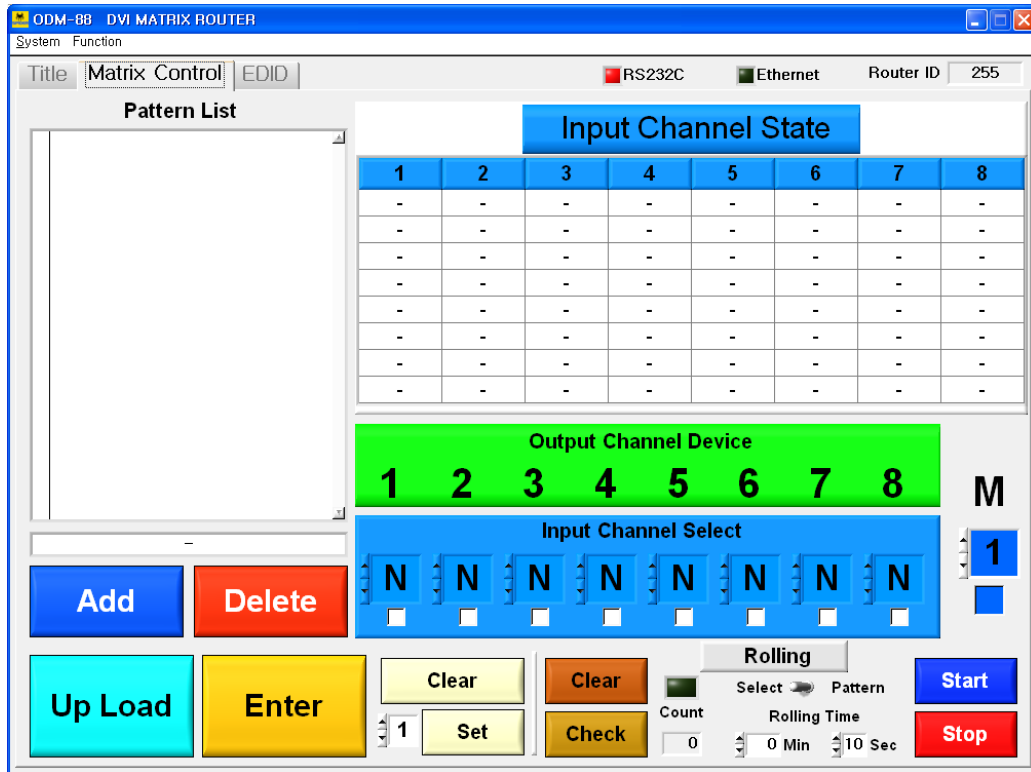 ODM-88 DVI MATRIX ROUTER
System Function
Title Matrix Control EDID RS232C Ethernet Router ID 255
Pattern List
Input Channel State
1 2 3 4 5 6 7 8
- - - - - - - -
- - - - - - - -
- - - - - - - -
- - - - - - - -
- - - - - - - -
- - - - - - - -
- - - - - - - -
- - - - - - - -
Output Channel Device
1 2 3 4 5 6 7 8
M
Input Channel Select
N N N N N N N N
1
–
Add Delete
Up Load Enter
Clear
1 Set
Clear
Check
Rolling
Select Pattern
Count
0
Rolling Time
0 Min 10 Sec
Start
Stop